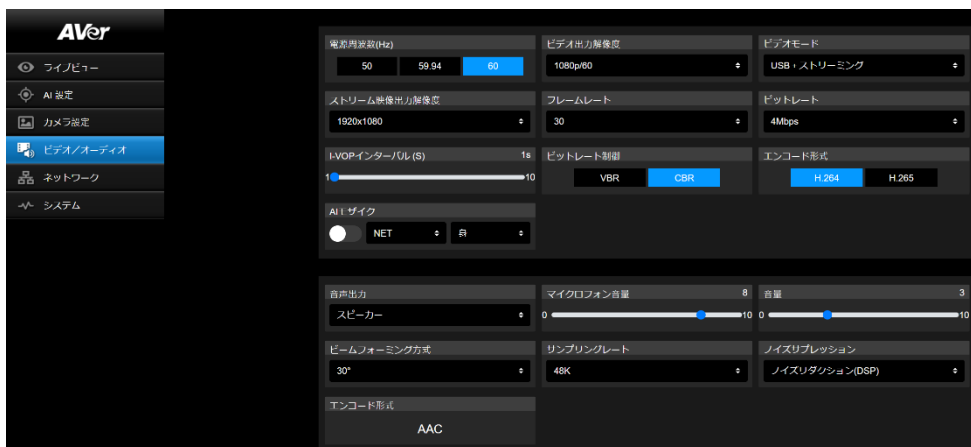 AVer
ライブビュー
AI 設定
カメラ設定
ビデオ／オーディオ
ネットワーク
システム
電源周波数(Hz)
50 59.94 60
ビデオ出力解像度
1080p/60
ビデオモード
USB + ストリーミング
ストリーム映像出力解像度
1920x1080
フレームレート
30
ビットレート
4Mbps
I-VOPインターバル (S) 1s
1 10
ビットレート制御
VBR CBR
エンコード形式
H.264 H.265
AIモザイク
NET
音声出力
スピーカー
マイクロフォン音量 8
0 10
音量 3
0 10
ビームフォーミング方式
30°
サンプリングレート
48K
ノイズサプレッション
ノイズリダクション(DSP)
エンコード形式
AAC